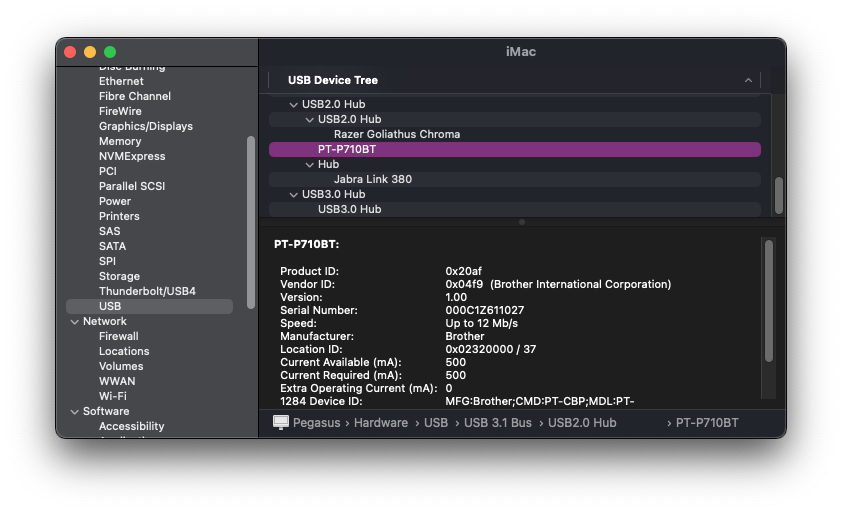 iMac
Disc Burning
Ethernet
Fibre Channel
FireWire
Graphics/Displays
Memory
NVMExpress
PCI
Parallel SCSI
Power
Printers
SAS
SATA
SPI
Storage
Thunderbolt/USB4
USB
Network
Firewall
Locations
Volumes
WWAN
Wi-Fi
Software
Accessibility
USB Device Tree
USB2.0 Hub
USB2.0 Hub
Razer Goliathus Chroma
PT-P710BT
Hub
Jabra Link 380
USB3.0 Hub
USB3.0 Hub
PT-P710BT:
Product ID: 0x20af
Vendor ID: 0x04f9 (Brother International Corporation)
Version: 1.00
Serial Number: 000C1Z611027
Speed: Up to 12 Mb/s
Manufacturer: Brother
Location ID: 0x02320000 / 37
Current Available (mA): 500
Current Required (mA): 500
Extra Operating Current (mA): 0
1284 Device ID: MFG:Brother;CMD:PT-CBP;MDL:PT-
Pegasus › Hardware › USB › USB 3.1 Bus › USB2.0 Hub › PT-P710BT